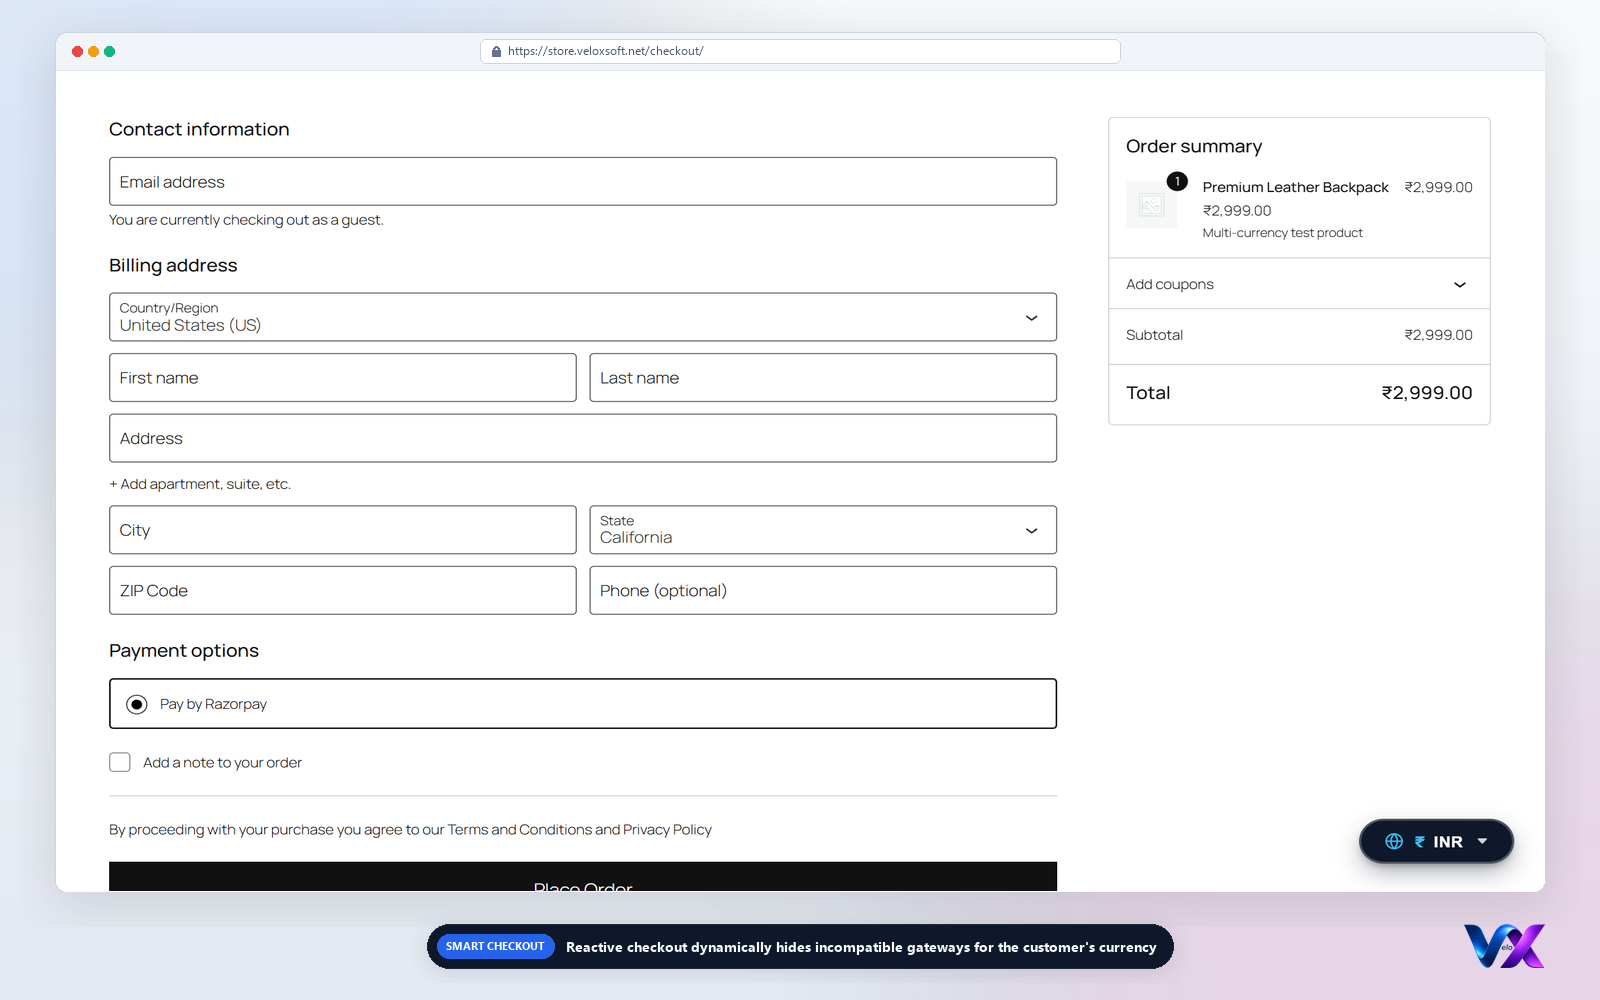 https://store.veloxsoft.net/checkout/
Contact information
Email address
You are currently checking out as a guest.
Billing address
Country/Region
United States (US)
First name
Last name
Address
+ Add apartment, suite, etc.
City
State
California
ZIP Code
Phone (optional)
Payment options
Pay by Razorpay
Add a note to your order
By proceeding with your purchase you agree to our Terms and Conditions and Privacy Policy
Place Order
Order summary
1
Premium Leather Backpack ₹2,999.00
₹2,999.00
Multi-currency test product
Add coupons
Subtotal ₹2,999.00
Total ₹2,999.00
₹ INR
SMART CHECKOUT Reactive checkout dynamically hides incompatible gateways for the customer's currency
Velo X